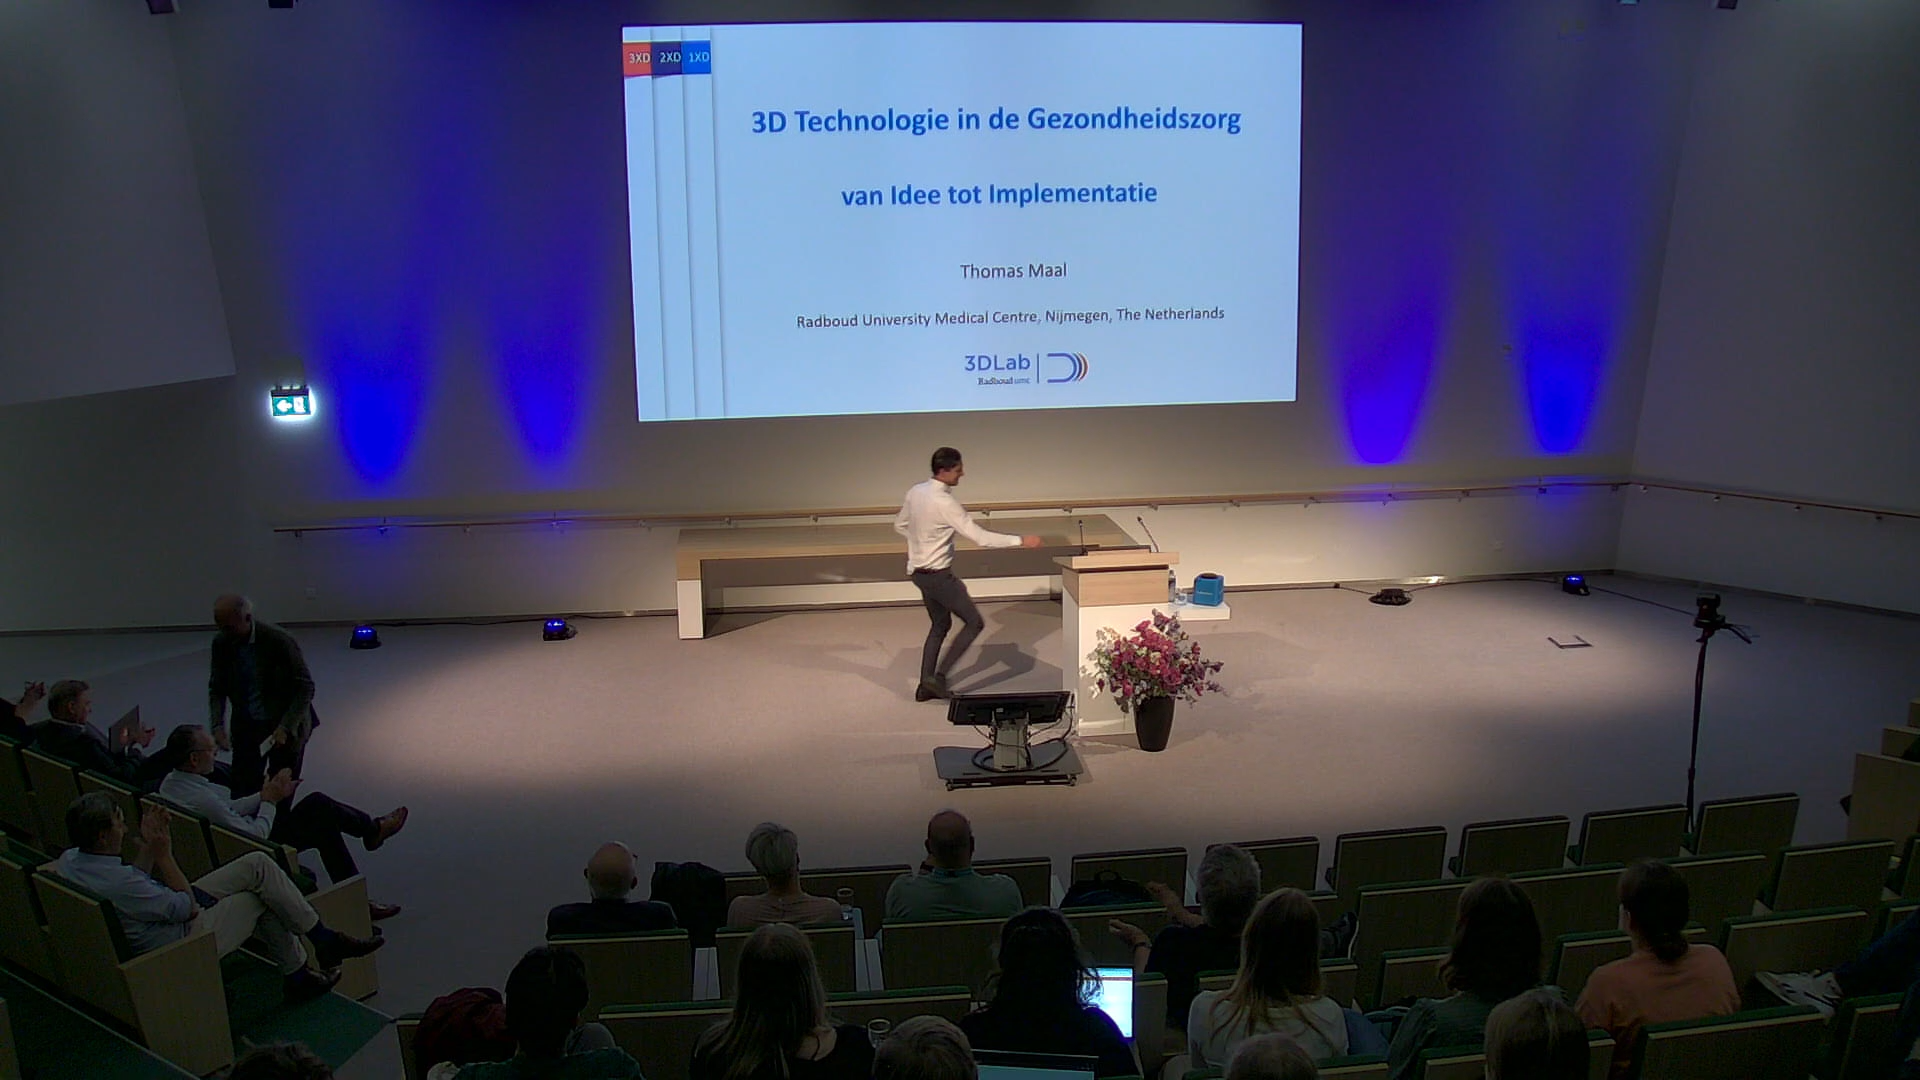 3XD 2XD 1XD
3D Technologie in de Gezondheidszorg
van Idee tot Implementatie
Thomas Maal
Radboud University Medical Centre, Nijmegen, The Netherlands
3DLab
Radboudumc